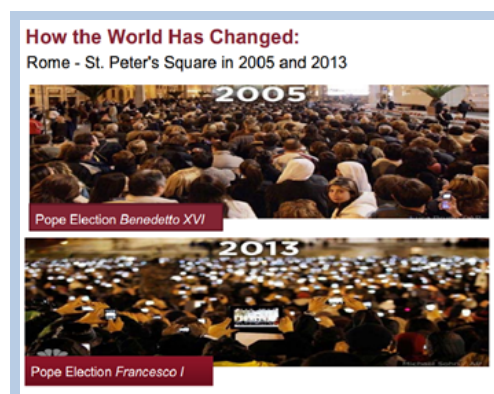 How the World Has Changed:
Rome - St. Peter's Square in 2005 and 2013
2005
Pope Election Benedetto XVI
2013
Pope Election Francesco I